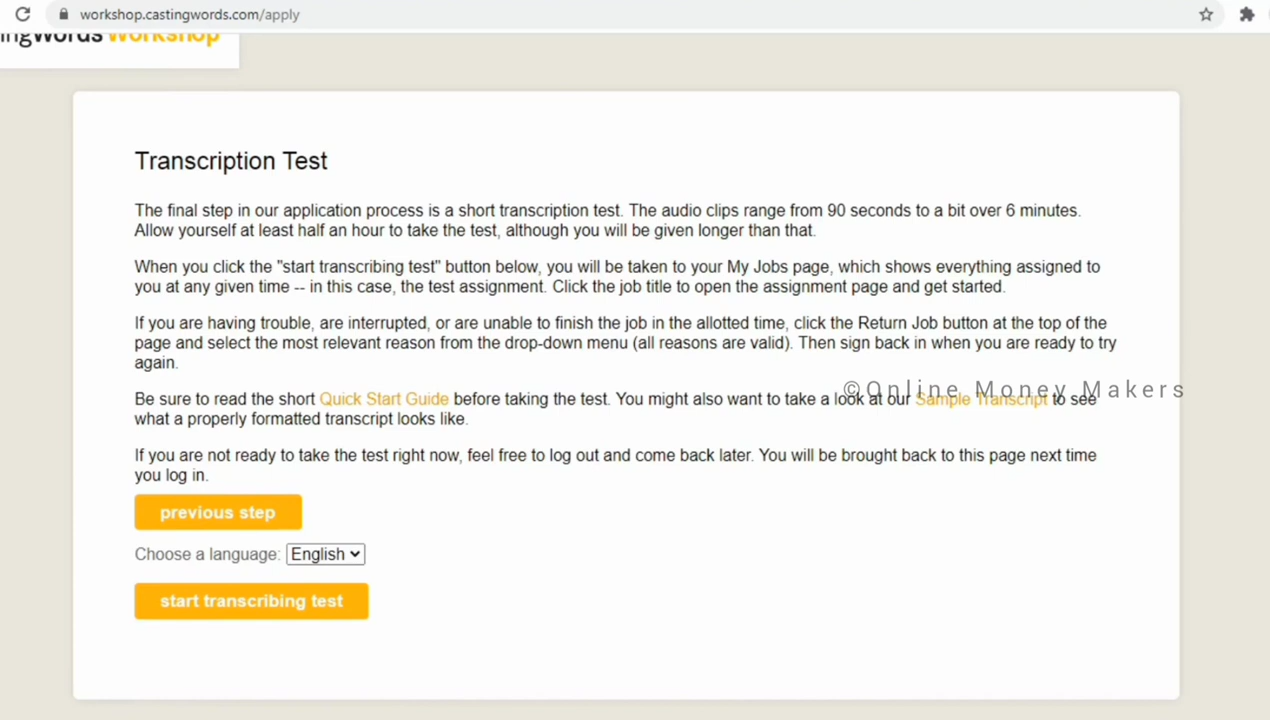 workshop.castingwords.com/apply
ingWords Workshop
Transcription Test
The final step in our application process is a short transcription test. The audio clips range from 90 seconds to a bit over 6 minutes.
Allow yourself at least half an hour to take the test, although you will be given longer than that.
When you click the "start transcribing test" button below, you will be taken to your My Jobs page, which shows everything assigned to
you at any given time -- in this case, the test assignment. Click the job title to open the assignment page and get started.
If you are having trouble, are interrupted, or are unable to finish the job in the allotted time, click the Return Job button at the top of the
page and select the most relevant reason from the drop-down menu (all reasons are valid). Then sign back in when you are ready to try
again.
©Online Money Makers
Be sure to read the short Quick Start Guide before taking the test. You might also want to take a look at our Sample Transcript to see
what a properly formatted transcript looks like.
If you are not ready to take the test right now, feel free to log out and come back later. You will be brought back to this page next time
you log in.
previous step
Choose a language: English
start transcribing test